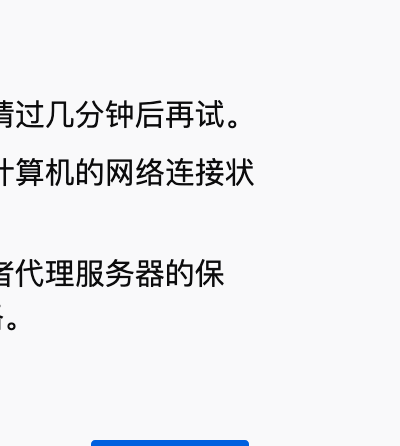 请过几分钟后再试。
计算机的网络连接状
者代理服务器的保
络。